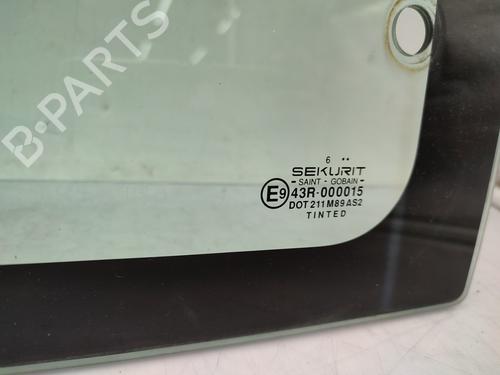 B-PARTS
6 **
SEKURIT
- SAINT - GOBAIN -
E9 43R-000015
DOT 211 M89 AS2
TINTED